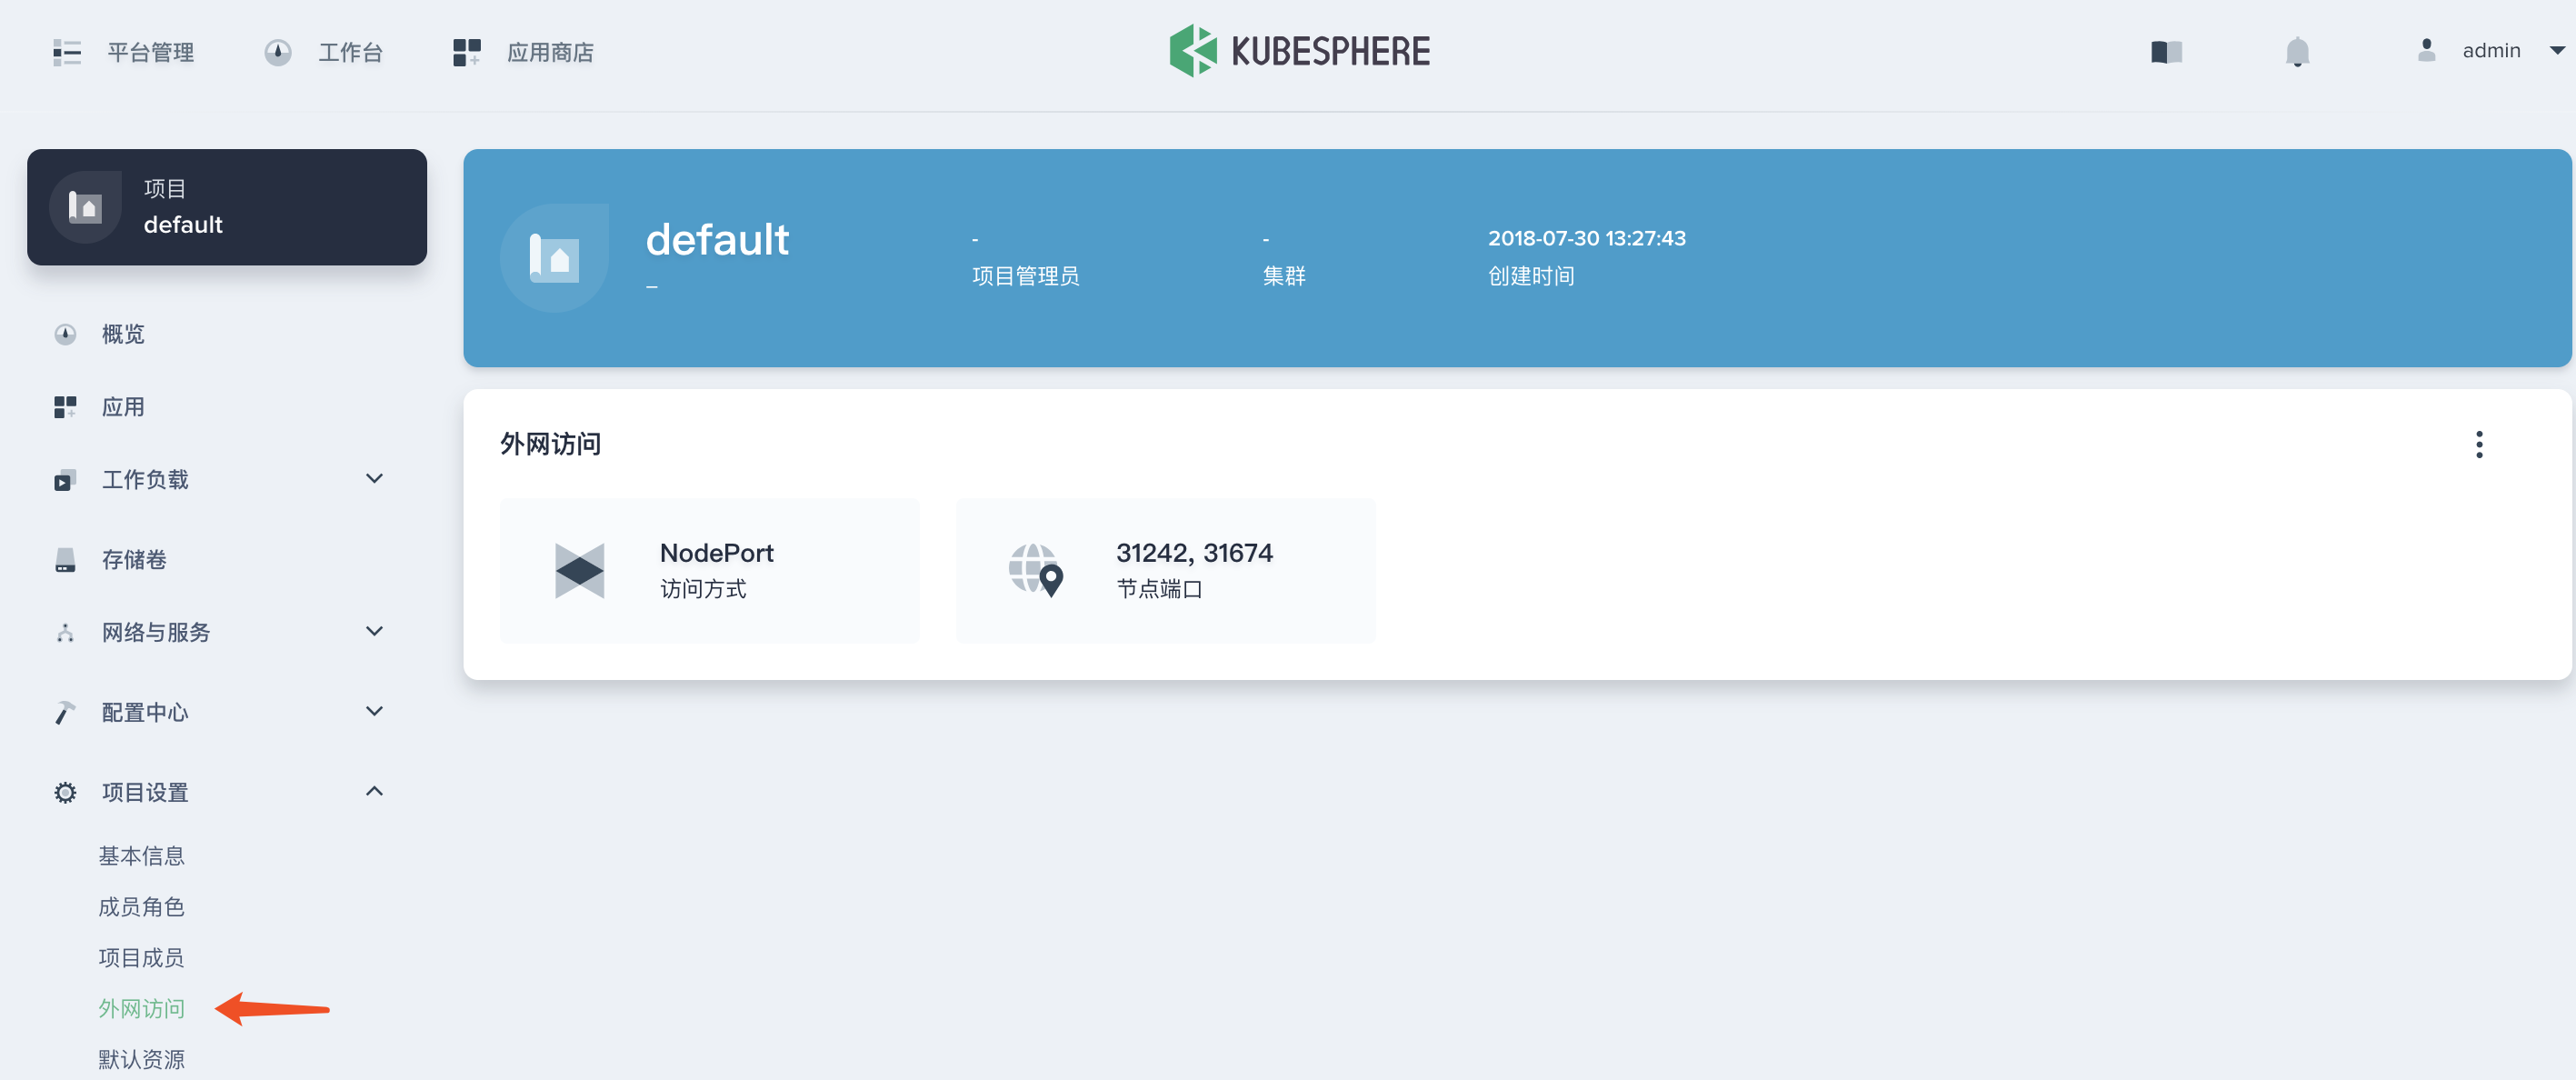 平台管理
工作台
应用商店
KUBESPHERE
admin
项目
default
概览
应用
工作负载
存储卷
网络与服务
配置中心
项目设置
基本信息
成员角色
项目成员
外网访问
默认资源
default
–
-
项目管理员
-
集群
2018-07-30 13:27:43
创建时间
外网访问
NodePort
访问方式
31242, 31674
节点端口